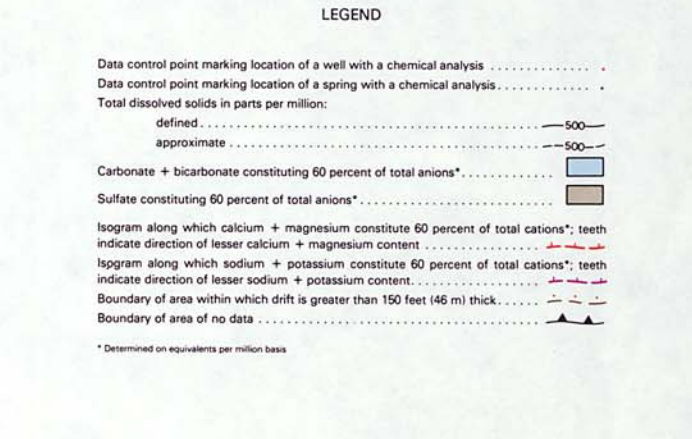 LEGEND
Data control point marking location of a well with a chemical analysis . . . . . . . . . . . . . .
Data control point marking location of a spring with a chemical analysis. . . . . . . . . . . .
Total dissolved solids in parts per million:
defined . . . . . . . . . . . . . . . . . . . . . . . . . . . . . . . . . . . . . . . . . . . . . —500—
approximate . . . . . . . . . . . . . . . . . . . . . . . . . . . . . . . . . . . . . . . . . —500—
Carbonate + bicarbonate constituting 60 percent of total anions*. . . . . . . . . . . . .
Sulfate constituting 60 percent of total anions* . . . . . . . . . . . . . . . . . . . . . . . . . . .
Isogram along which calcium + magnesium constitute 60 percent of total cations*; teeth
indicate direction of lesser calcium + magnesium content . . . . . . . . . . . . . . . . .
Isogram along which sodium + potassium constitute 60 percent of total cations*; teeth
indicate direction of lesser sodium + potassium content. . . . . . . . . . . . . . . . . . .
Boundary of area within which drift is greater than 150 feet (46 m) thick. . . . . .
Boundary of area of no data . . . . . . . . . . . . . . . . . . . . . . . . . . . . . . . . . . . . . . . .
* Determined on equivalents per million basis